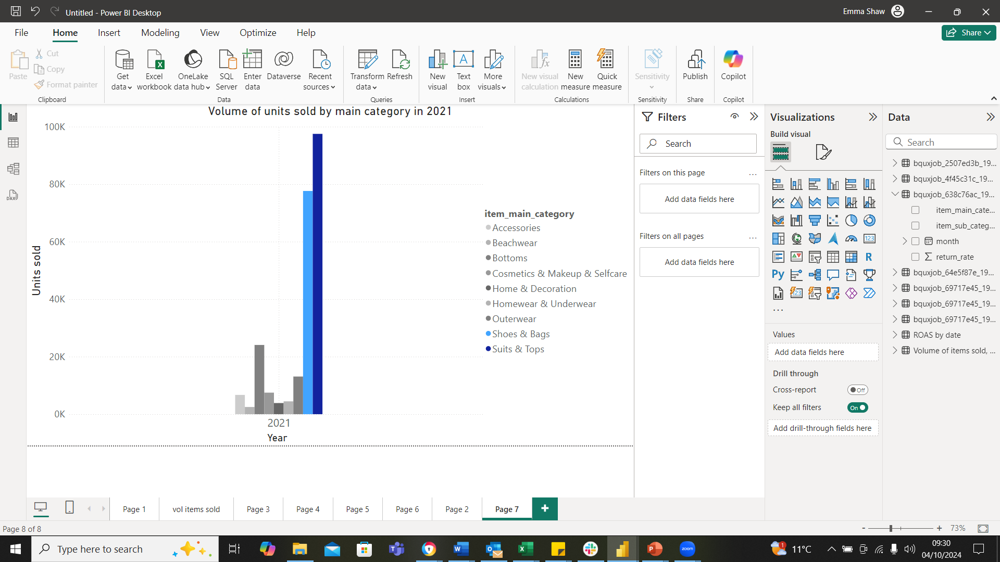 Untitled - Power BI Desktop
Emma Shaw
File Home Insert Modeling View Optimize Help
Share
Paste
Cut
Copy
Format painter
Clipboard
Get data
Excel workbook
OneLake data hub
SQL Server
Enter data
Dataverse
Recent sources
Data
Transform data
Refresh
Queries
New visual
Text box
More visuals
Insert
New visual calculation
New measure
Quick measure
Calculations
Sensitivity
Sensitivity
Publish
Share
Copilot
Copilot
Volume of units sold by main category in 2021
100K
80K
60K
40K
20K
0K
Units sold
2021
Year
item_main_category
Accessories
Beachwear
Bottoms
Cosmetics & Makeup & Selfcare
Home & Decoration
Homewear & Underwear
Outerwear
Shoes & Bags
Suits & Tops
Filters
Search
Filters on this page
...
Add data fields here
Filters on all pages
...
Add data fields here
Visualizations
Build visual
123
R
Py
123
...
Values
Add data fields here
Drill through
Cross-report
Off
Keep all filters
On
Add drill-through fields here
Data
Search
bquxjob_2507ed3b_19...
bquxjob_4f45c31c_19...
bquxjob_638c76ac_19...
item_main_cate...
item_sub_categ...
month
return_rate
bquxjob_64e5f87e_19...
bquxjob_69717e45_19...
bquxjob_69717e45_19...
bquxjob_69717e45_19...
ROAS by date
Volume of items sold, ...
DAX
Page 1 vol items sold Page 3 Page 4 Page 5 Page 6 Page 2 Page 7 +
Page 8 of 8
- + 73%
Type here to search
zoom
1
11°C
09:30
04/10/2024